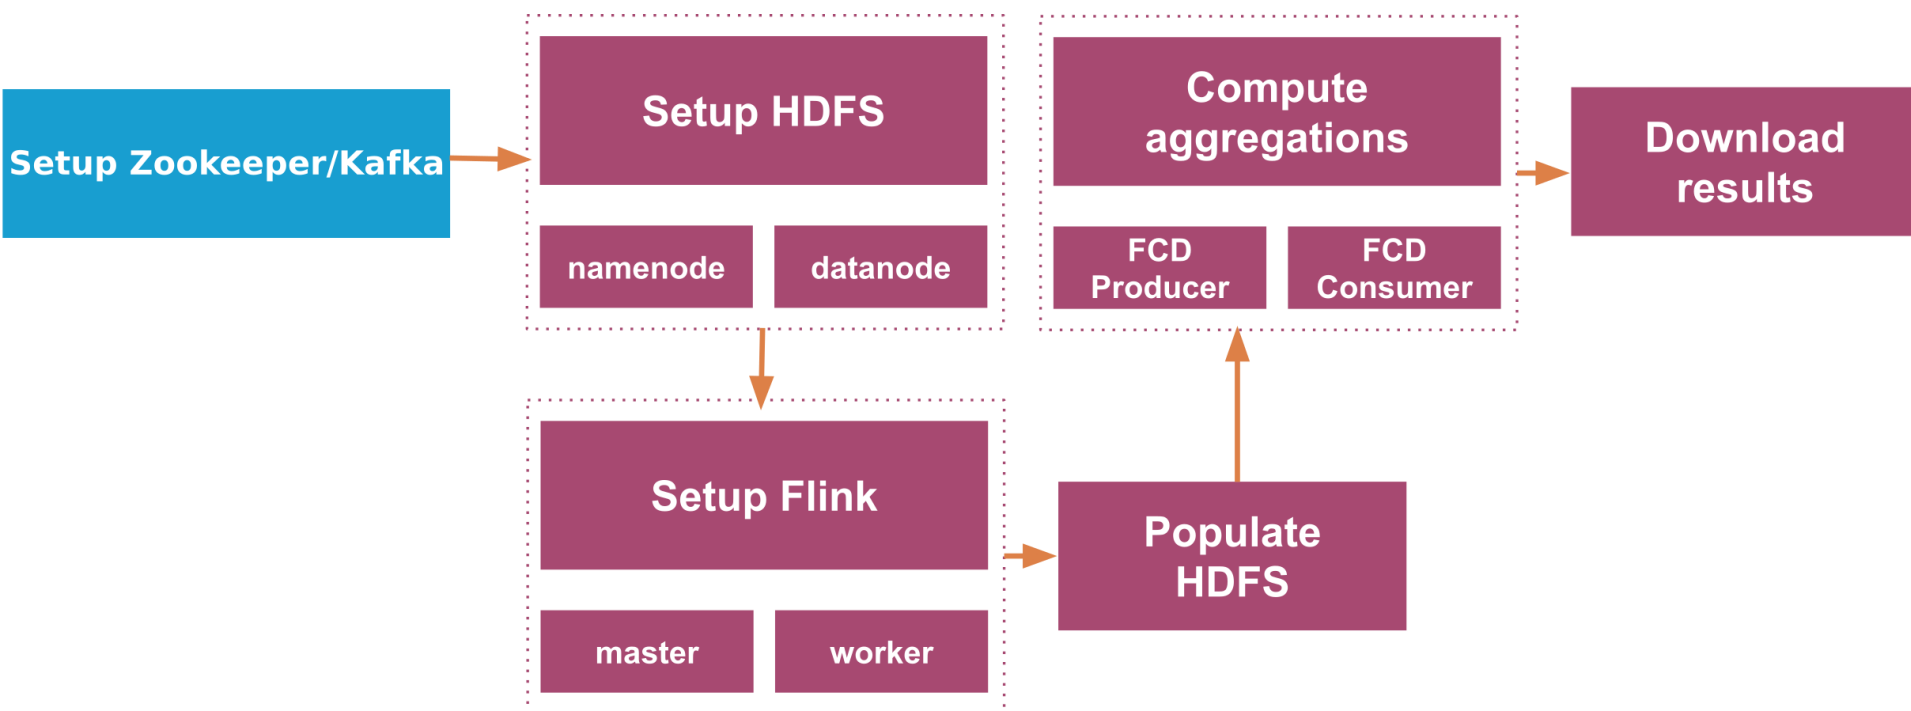 Setup Zookeeper/Kafka
Setup HDFS
namenode
datanode
Setup Flink
master
worker
Populate
HDFS
Compute
aggregations
FCD
Producer
FCD
Consumer
Download
results